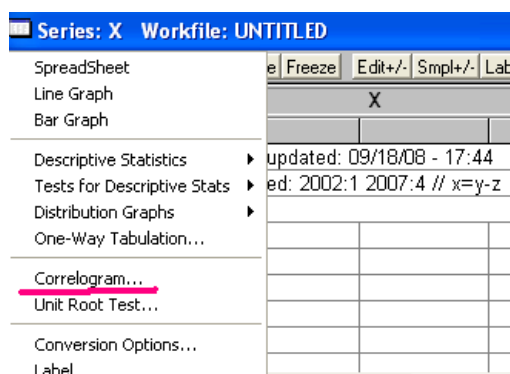 Series: X Workfile: UNTITLED
SpreadSheet
Line Graph
Bar Graph
Descriptive Statistics
Tests for Descriptive Stats
Distribution Graphs
One-Way Tabulation...
Correlogram...
Unit Root Test...
Conversion Options...
Label
e Freeze Edit+/- Smpl+/- Lab
X
updated: 09/18/08 - 17:44
ed: 2002:1 2007:4 // x=y-z